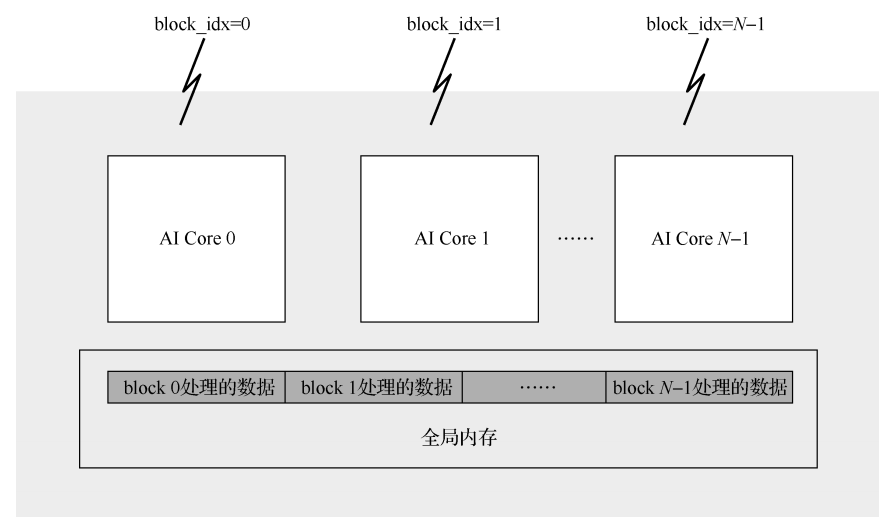 block_idx=0 block_idx=1 block_idx=N−1
AI Core 0 AI Core 1 …… AI Core N−1
block 0处理的数据 block 1处理的数据 …… block N−1处理的数据
全局内存